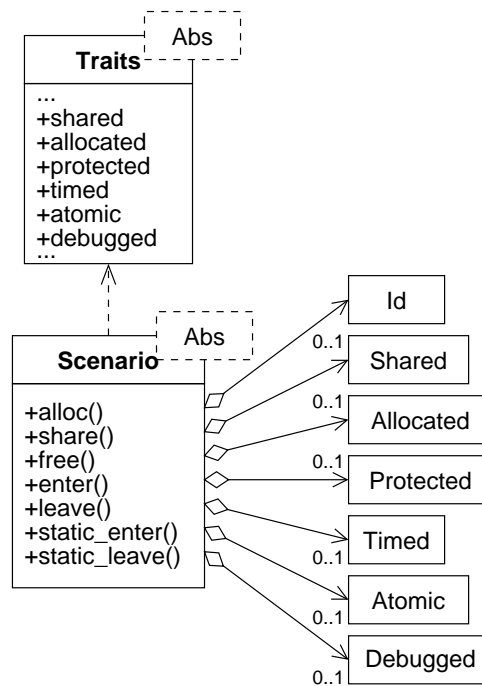 Abs
Traits
...
+shared
+allocated
+protected
+timed
+atomic
+debugged
...
Abs
Scenario
+alloc()
+share()
+free()
+enter()
+leave()
+static_enter()
+static_leave()
Id
0..1
Shared
0..1
Allocated
0..1
Protected
Timed
0..1
Atomic
0..1
Debugged
0..1